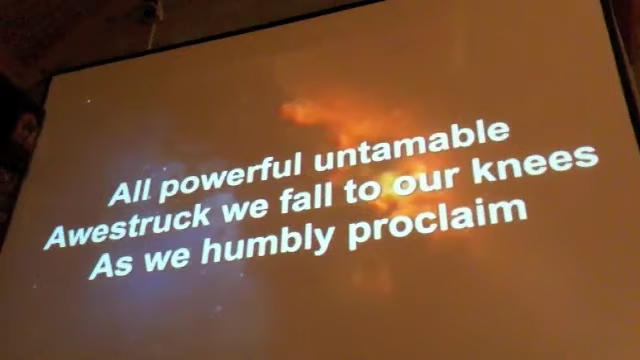 All powerful untamable
Awestruck we fall to our knees
As we humbly proclaim